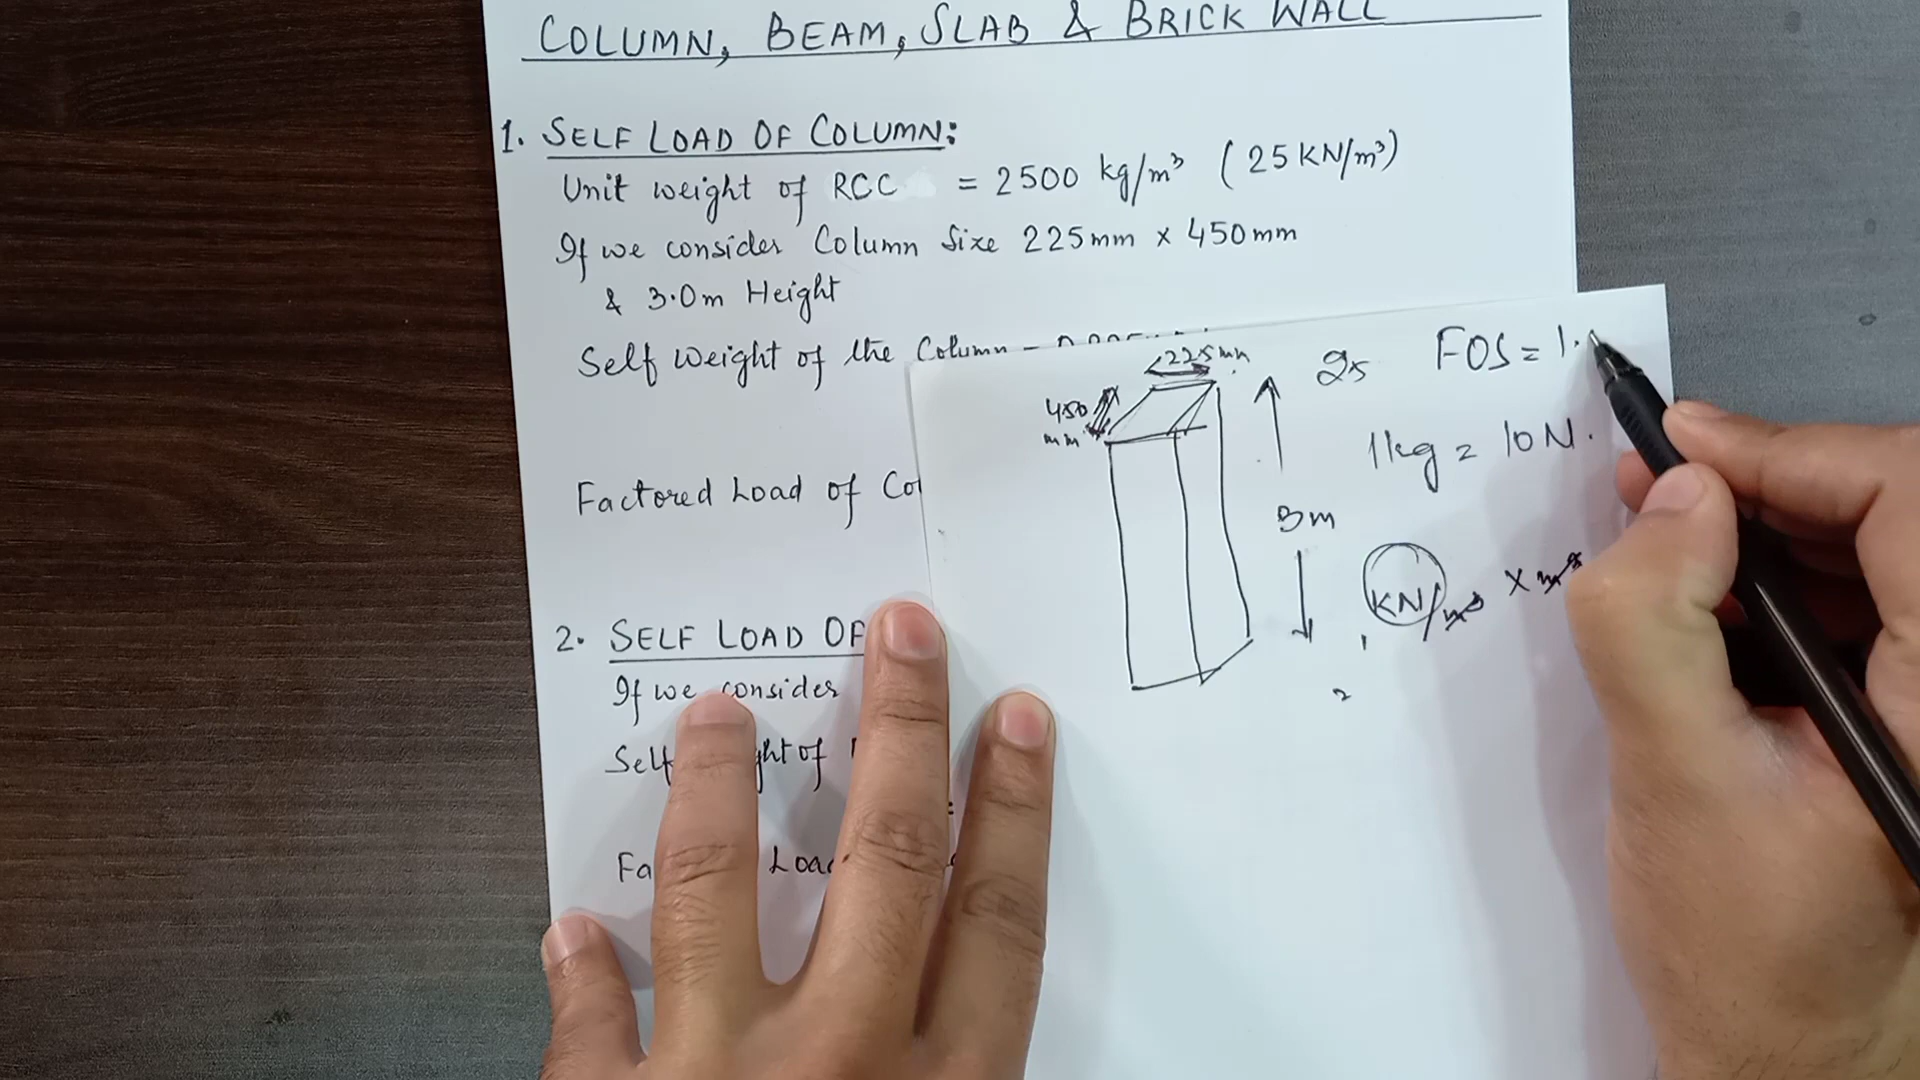 COLUMN, BEAM, SLAB & BRICK WALL
1. SELF LOAD OF COLUMN:
Unit weight of RCC = 2500 kg/m³ (25 KN/m³)
If we consider Column Size 225mm x 450mm
& 3.0m Height
Self Weight of the Column -
Factored Load of
2. SELF LOAD OF
If we consider
Self of
Load
225mm
450
mm
25
FOS = 1.
1kg = 10N.
3m
KN/m³ x m³